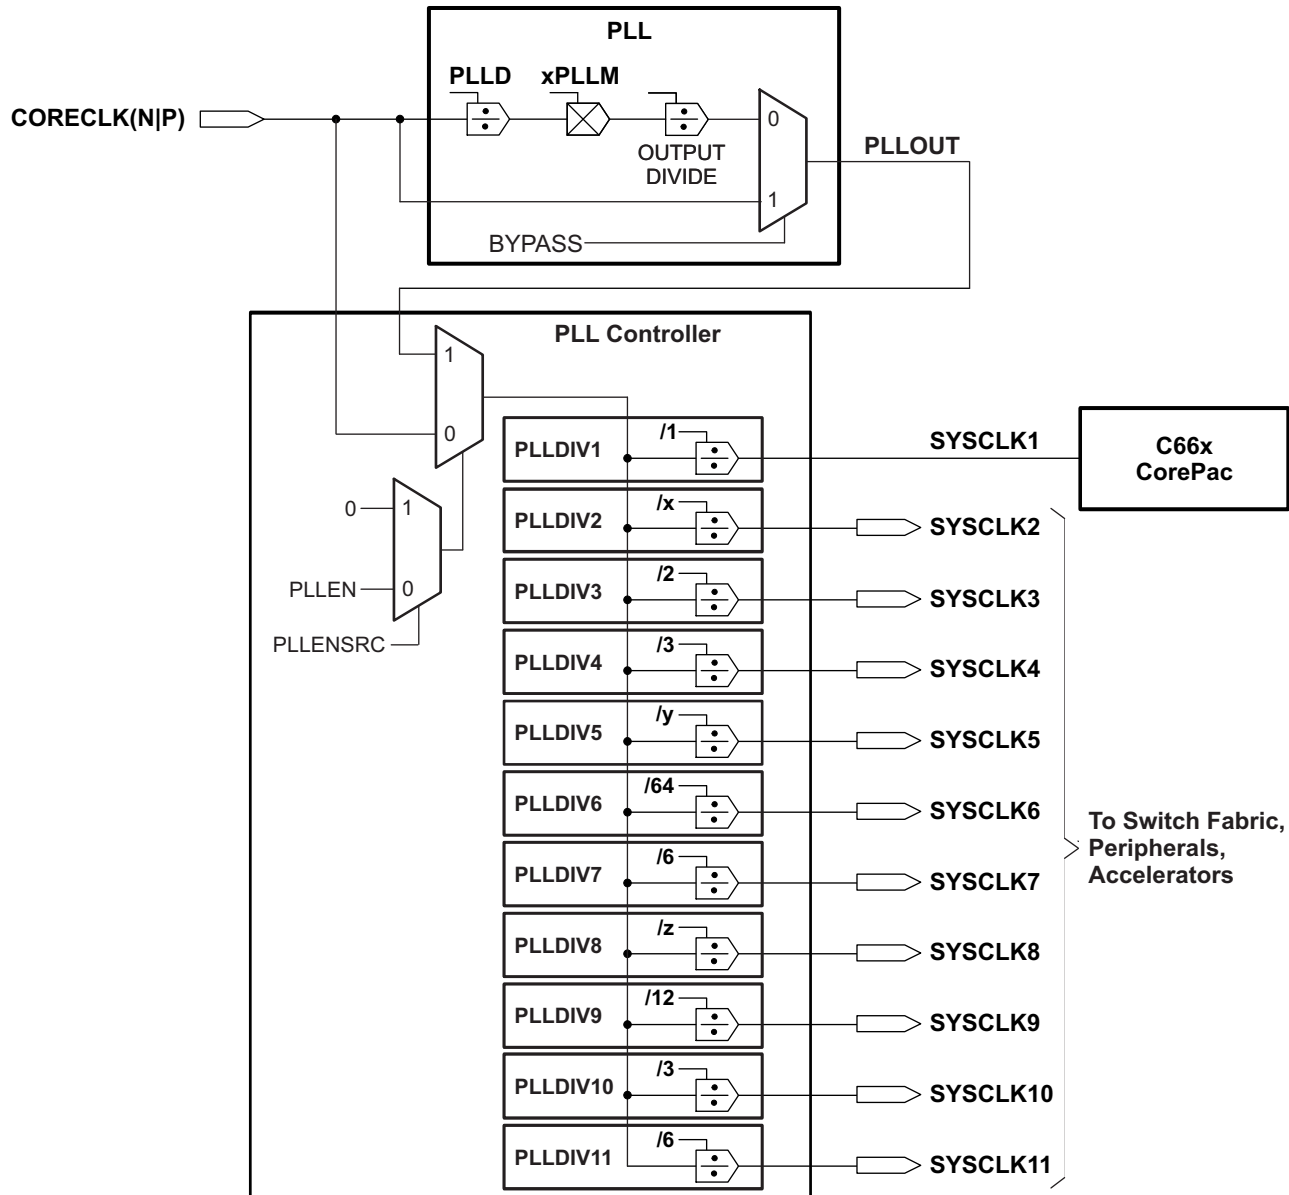 PLL
PLLD
xPLLM
CORECLK(N|P)
0
PLLOUT
OUTPUT
DIVIDE
1
BYPASS
PLL Controller
1
0
/1
PLLDIV1
SYSCLK1
C66x
CorePac
0
1
/x
PLLDIV2
SYSCLK2
PLLEN
0
/2
PLLDIV3
SYSCLK3
PLLENSRC
/3
PLLDIV4
SYSCLK4
/y
PLLDIV5
SYSCLK5
/64
PLLDIV6
SYSCLK6
To Switch Fabric,
Peripherals,
Accelerators
/6
PLLDIV7
SYSCLK7
/z
PLLDIV8
SYSCLK8
/12
PLLDIV9
SYSCLK9
/3
PLLDIV10
SYSCLK10
/6
PLLDIV11
SYSCLK11